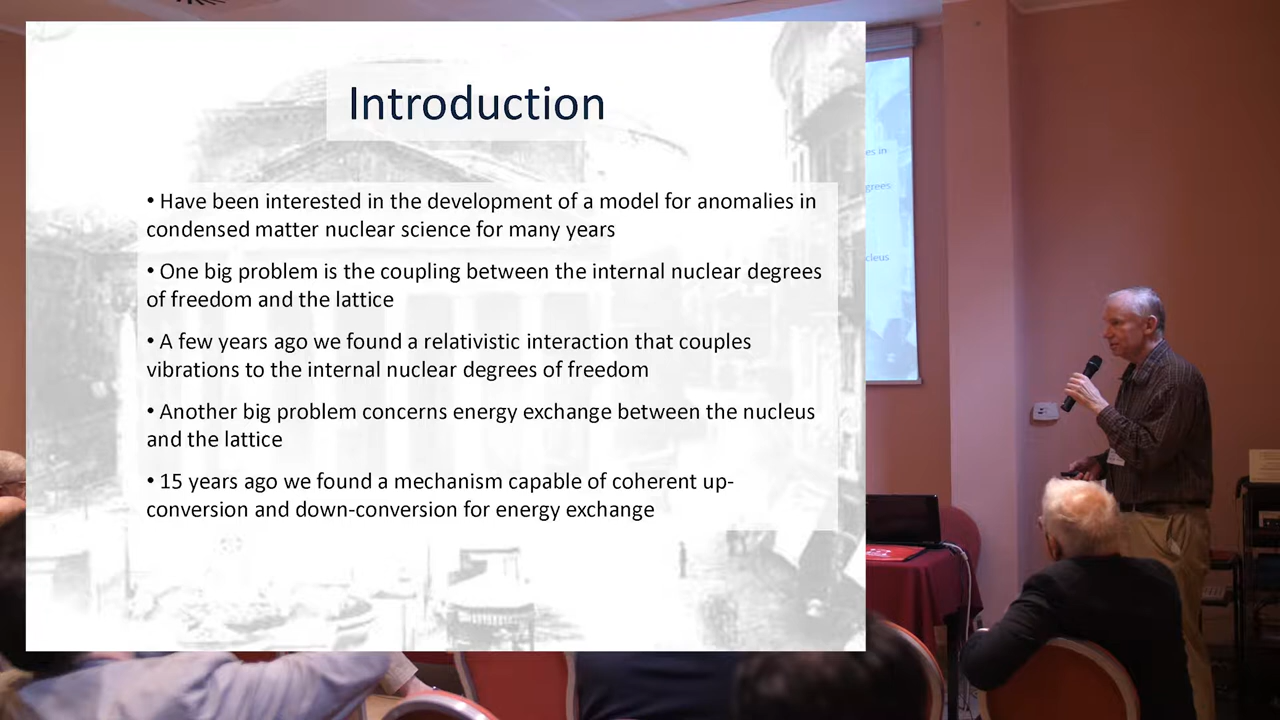 Introduction
• Have been interested in the development of a model for anomalies in
condensed matter nuclear science for many years
• One big problem is the coupling between the internal nuclear degrees
of freedom and the lattice
• A few years ago we found a relativistic interaction that couples
vibrations to the internal nuclear degrees of freedom
• Another big problem concerns energy exchange between the nucleus
and the lattice
• 15 years ago we found a mechanism capable of coherent up-
conversion and down-conversion for energy exchange
es in
grees
cleus